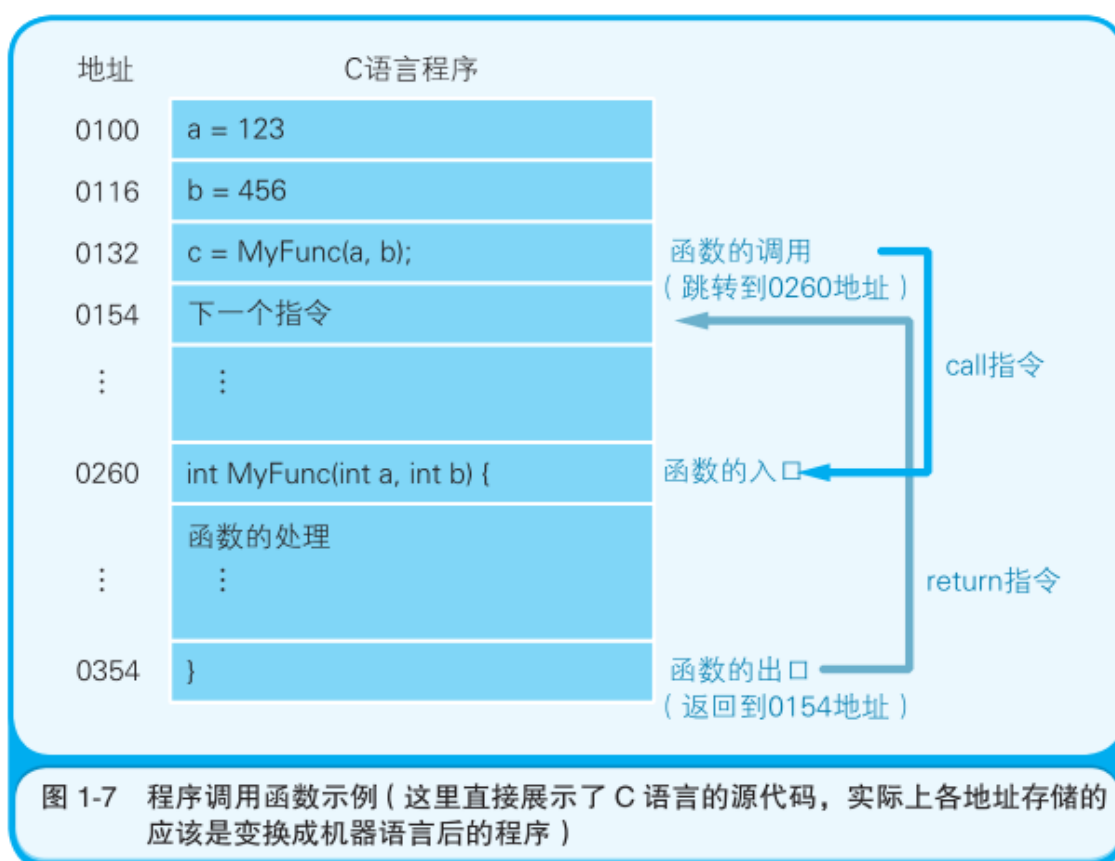 地址 C语言程序
0100 a = 123
0116 b = 456
0132 c = MyFunc(a, b); 函数的调用
（跳转到0260地址）
0154 下一个指令
⋮ ⋮ call指令
0260 int MyFunc(int a, int b) { 函数的入口
函数的处理
⋮ ⋮ return指令
0354 } 函数的出口
（返回到0154地址）
图 1-7 程序调用函数示例（这里直接展示了 C 语言的源代码，实际上各地址存储的
应该是变换成机器语言后的程序）